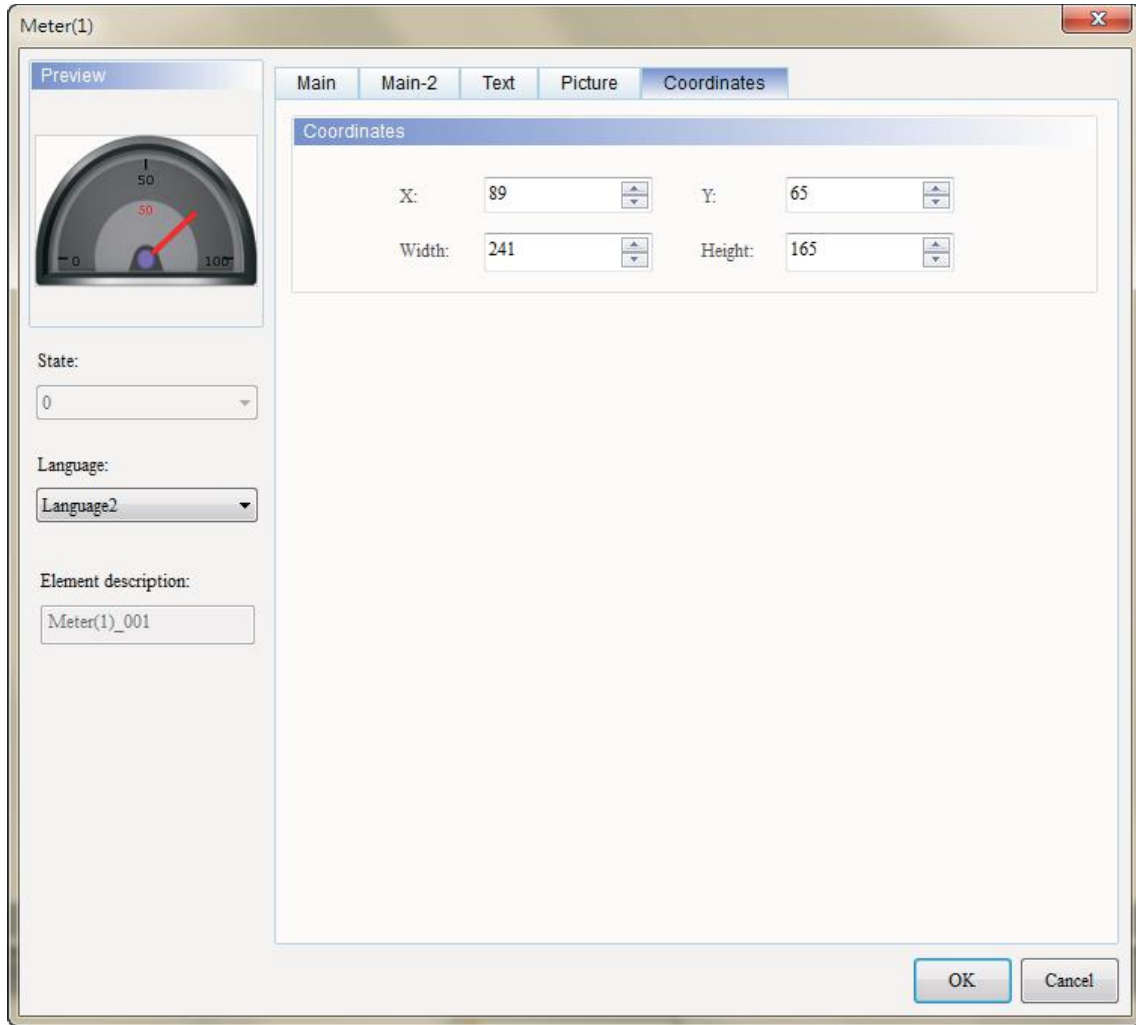 Meter(1)
Preview
50
50
0
100
State:
0
Language:
Language2
Element description:
Meter(1)_001
Main Main-2 Text Picture Coordinates
Coordinates
X: 89 Y: 65
Width: 241 Height: 165
OK Cancel